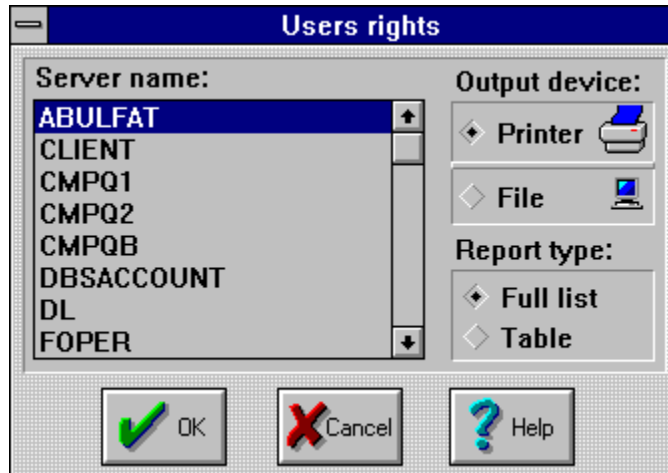 Users rights
Server name:
ABULFAT
CLIENT
CMPQ1
CMPQ2
CMPQB
DBSACCOUNT
DL
FOPER
Output device:
Printer
File
Report type:
Full list
Table
OK
Cancel
Help